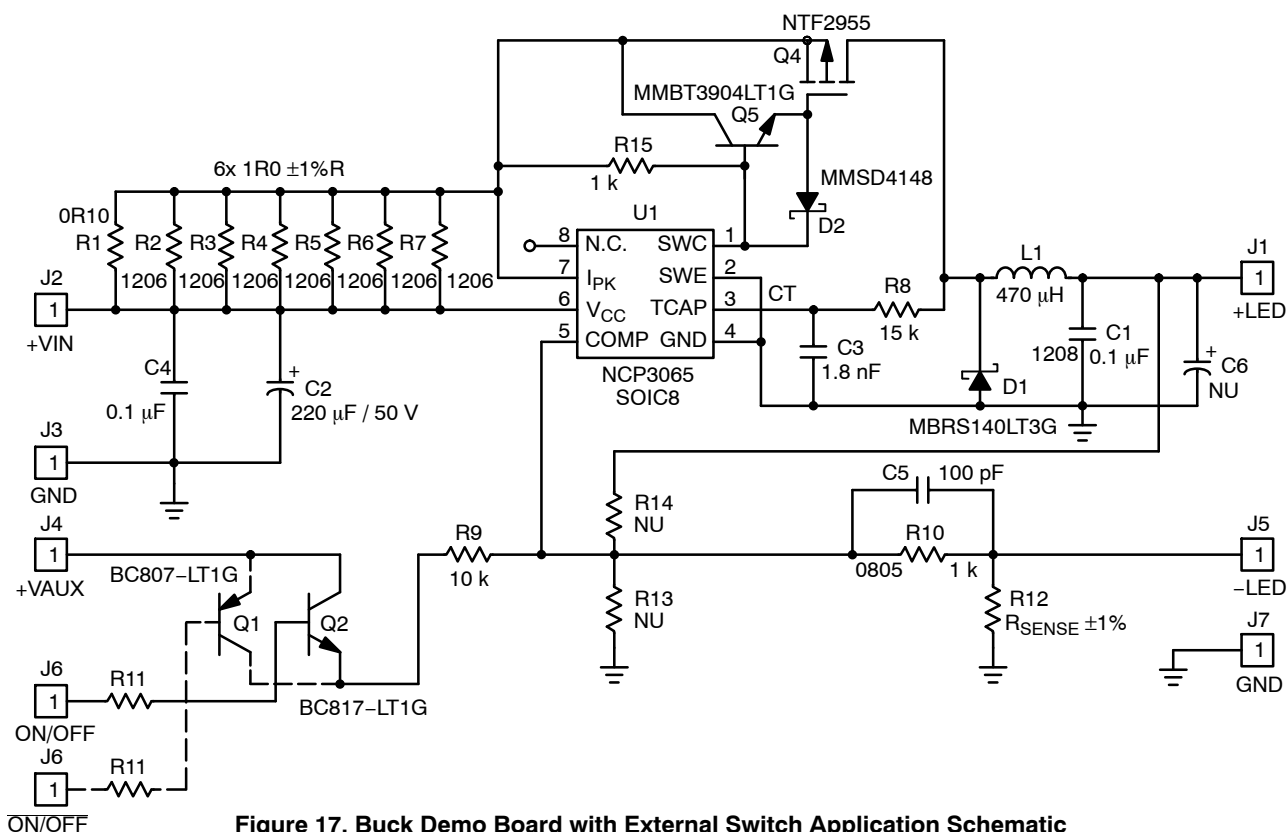 NTF2955
Q4
MMBT3904LT1G
Q5
R15
1 k
6x 1R0 ±1%R
MMSD4148
D2
U1
0R10
R1
R2
R3
R4
R5
R6
R7
1206
1206
1206
1206
1206
1206
8
N.C.
SWC
1
7
IPK
SWE
2
6
VCC
TCAP
3
5
COMP
GND
4
NCP3065
SOIC8
CT
R8
15 k
C3
1.8 nF
L1
470 μH
J1
1
+LED
C1
1208
0.1 μF
+
C6
NU
D1
MBRS140LT3G
J2
1
+VIN
C4
0.1 μF
+
C2
220 μF / 50 V
J3
1
GND
J4
1
+VAUX
BC807−LT1G
Q1
Q2
BC817−LT1G
R9
10 k
R14
NU
R13
NU
C5
100 pF
R10
0805
1 k
R12
RSENSE ±1%
J5
1
−LED
J7
1
GND
J6
1
ON/OFF
R11
J6
1
ON/OFF
R11
Figure 17. Buck Demo Board with External Switch Application Schematic